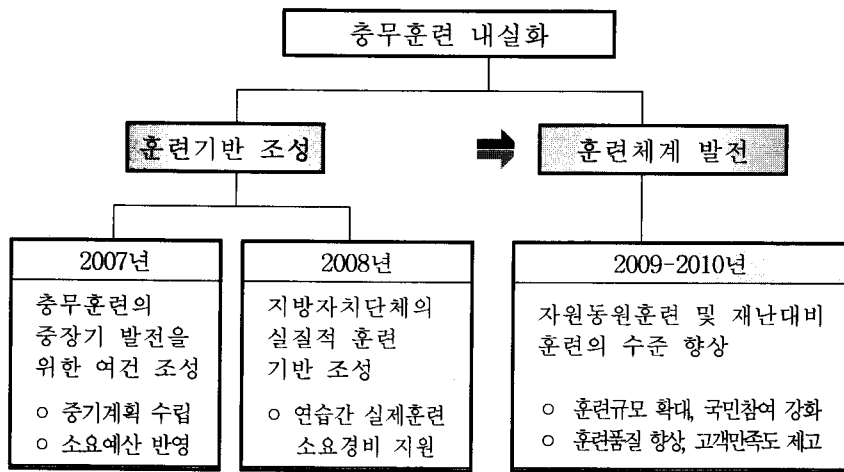 충무훈련 내실화
훈련기반 조성
훈련체계 발전
2007년
충무훈련의
중장기 발전을
위한 여건 조성
○ 중기계획 수립
○ 소요예산 반영
2008년
지방자치단체의
실질적 훈련
기반 조성
○ 연습간 실제훈련
소요경비 지원
2009-2010년
자원동원훈련 및 재난대비
훈련의 수준 향상
○ 훈련규모 확대, 국민참여 강화
○ 훈련품질 향상, 고객만족도 제고